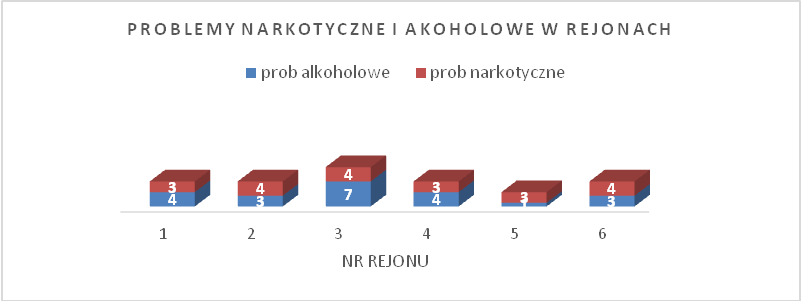 PROBLEMY NARKOTYCZNE I AKOHOLOWE W REJONACH
prob alkoholowe prob narkotyczne
3 4 4 3 3 4
4 3 7 4 1 3
1 2 3 4 5 6
NR REJONU